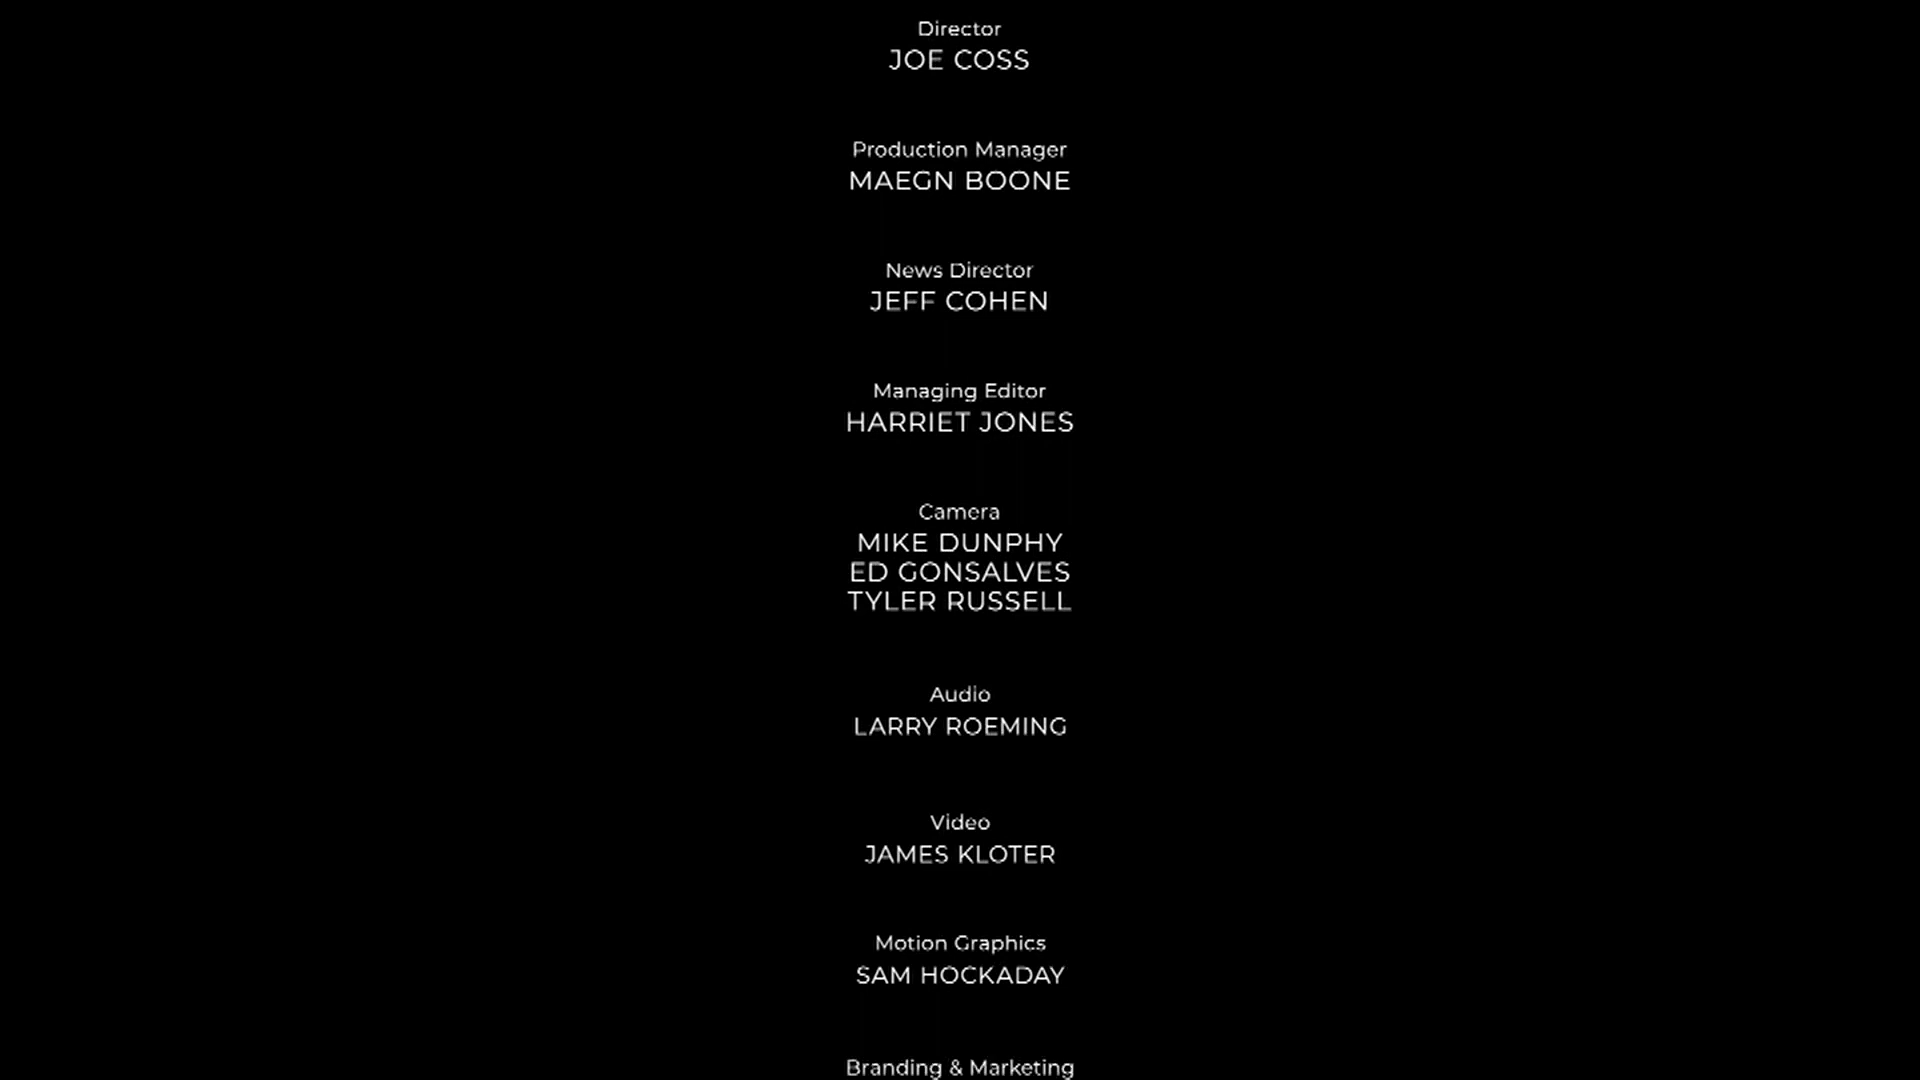 Director
JOE COSS
Production Manager
MAEGN BOONE
News Director
JEFF COHEN
Managing Editor
HARRIET JONES
Camera
MIKE DUNPHY
ED GONSALVES
TYLER RUSSELL
Audio
LARRY ROEMING
Video
JAMES KLOTER
Motion Graphics
SAM HOCKADAY
Branding & Marketing